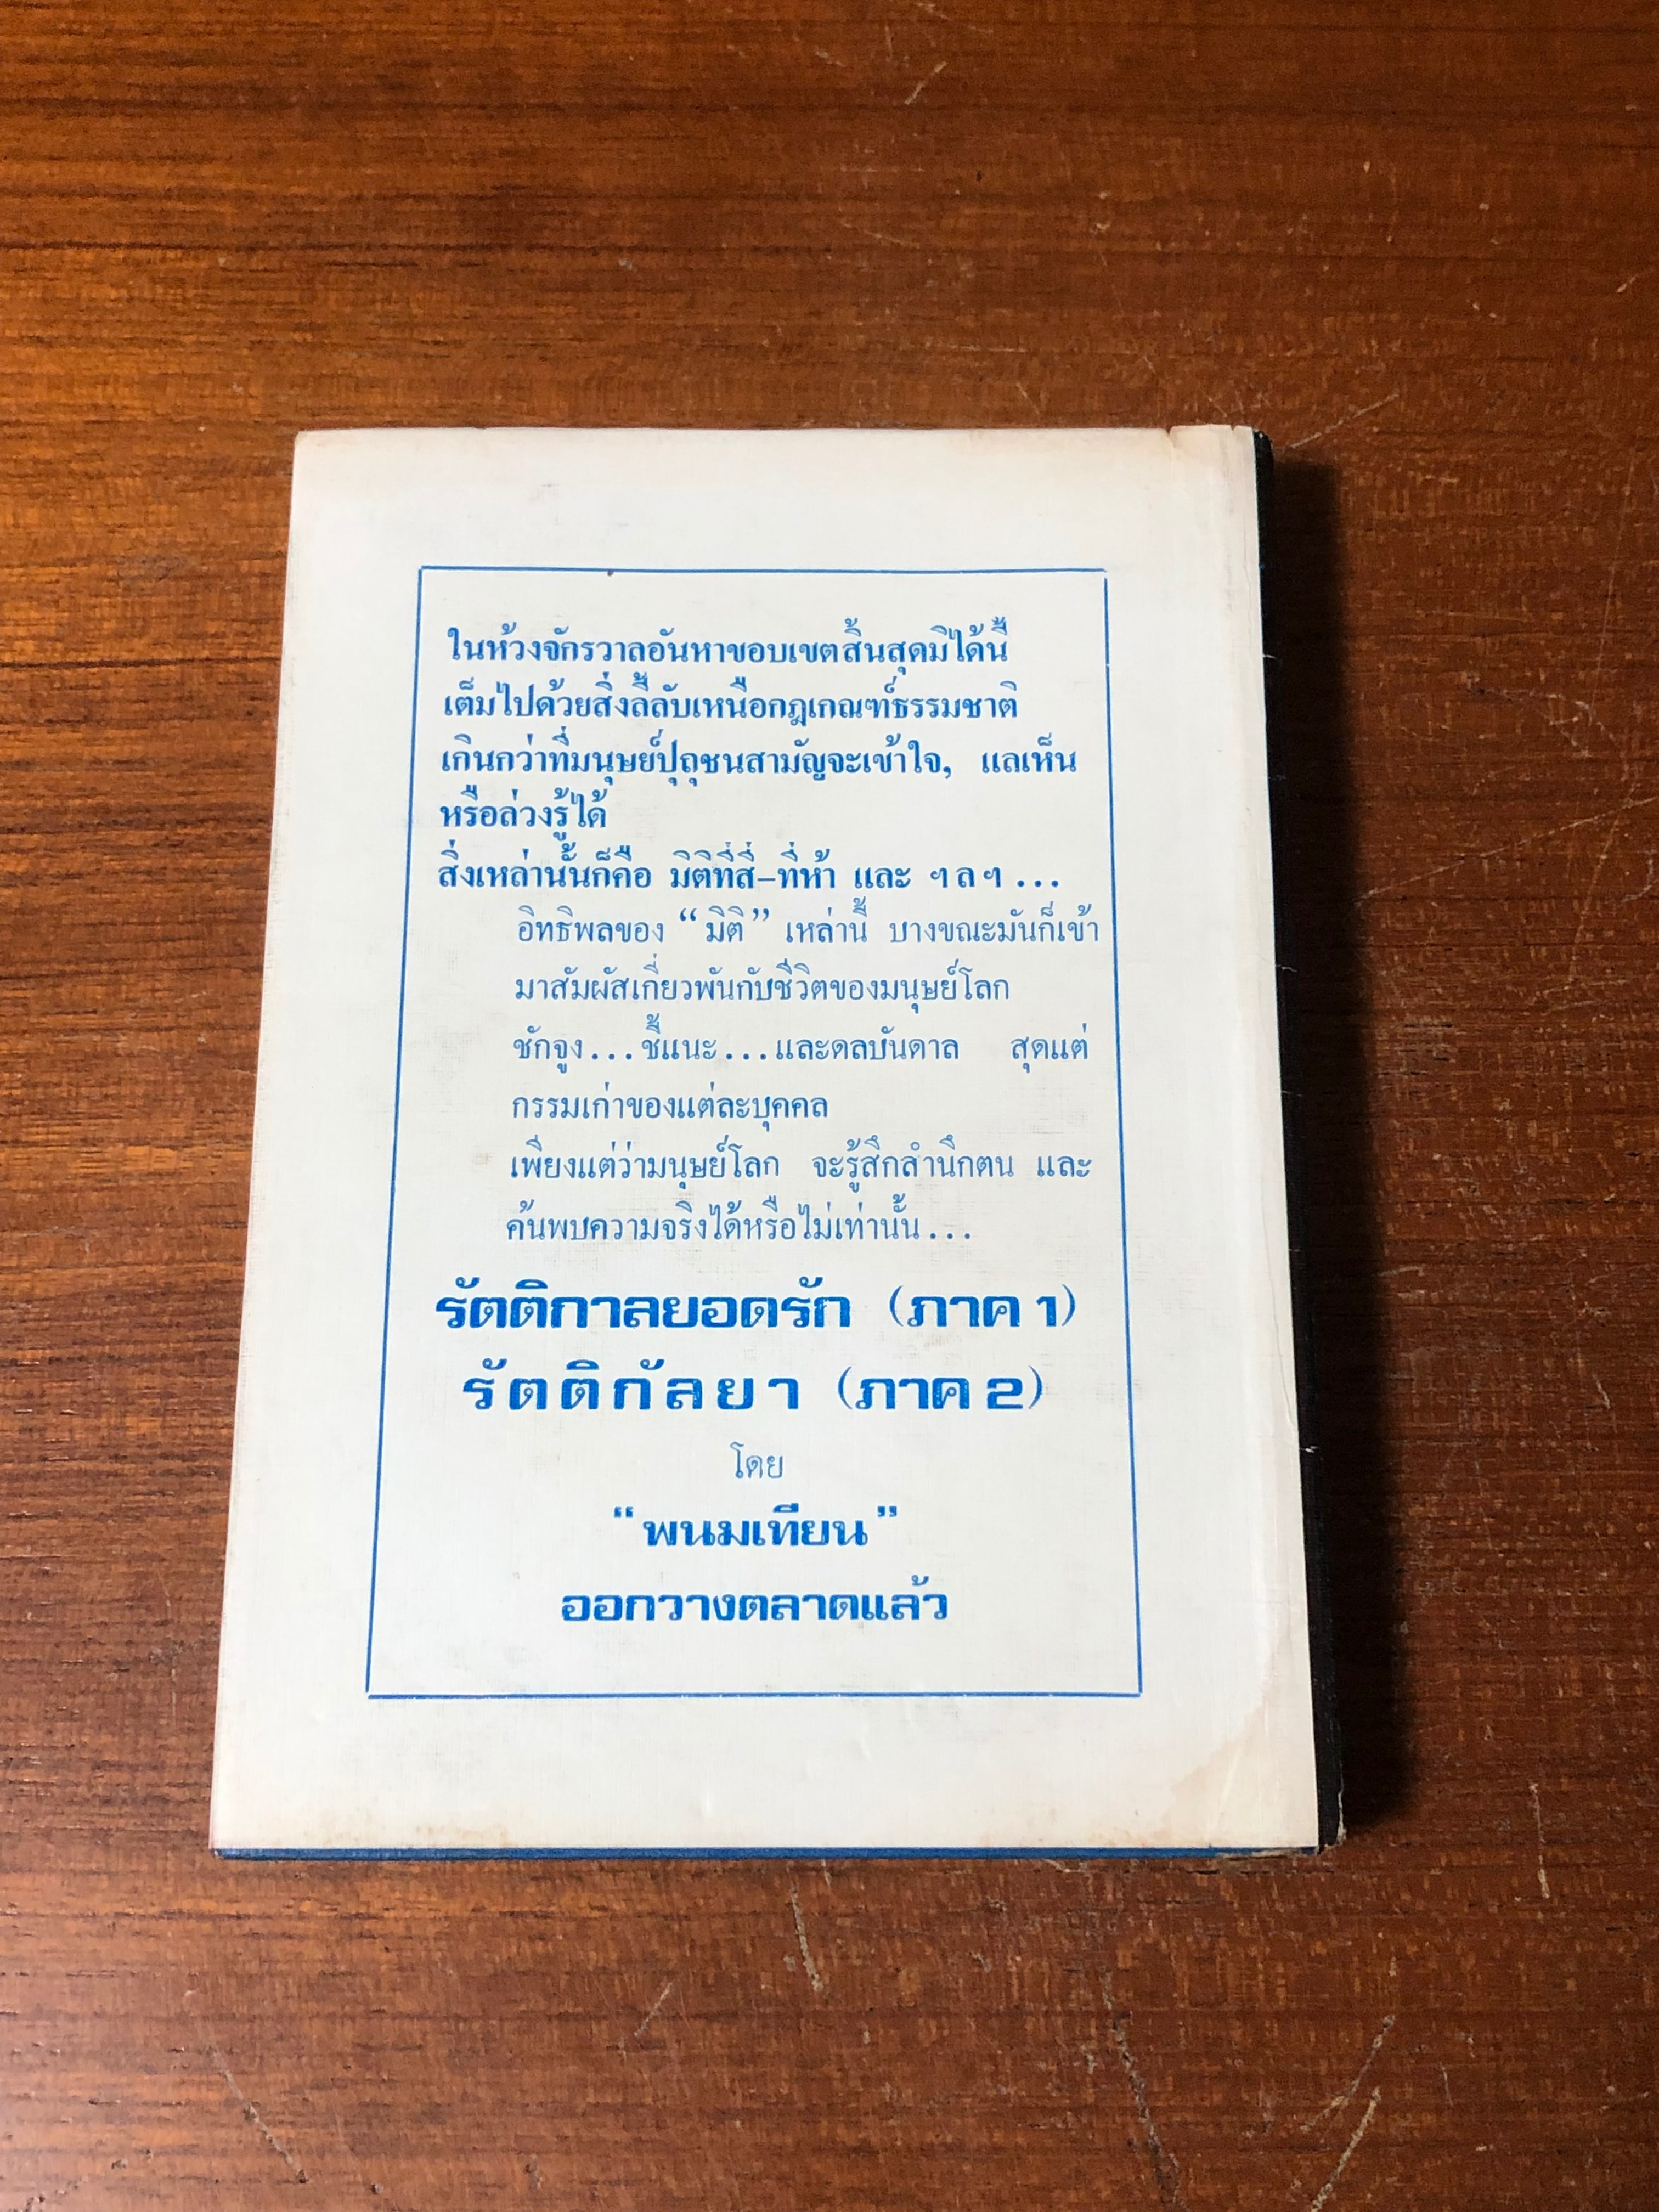 ในห้วงจักรวาลอันหาขอบเขตสิ้นสุดมิได้นี้
เต็มไปด้วยสิ่งลี้ลับเหนือกฎเกณฑ์ธรรมชาติ
เกินกว่าที่มนุษย์ปุถุชนสามัญจะเข้าใจ, แลเห็น
หรือล่วงรู้ได้
สิ่งเหล่านั้นก็คือ มิติที่สี่-ที่ห้า และ ฯลฯ...
อิทธิพลของ “มิติ” เหล่านี้ บางขณะมันก็เข้า
มาสัมผัสเกี่ยวพันกับชีวิตของมนุษย์โลก
ชักจูง...ชี้แนะ...และดลบันดาล สุดแต่
กรรมเก่าของแต่ละบุคคล
เพียงแต่ว่ามนุษย์โลก จะรู้สึกสำนึกตน และ
ค้นพบความจริงได้หรือไม่เท่านั้น...
รัตติกาลยอดรัก (ภาค 1)
รัตติกัลยา (ภาค 2)
โดย
“พนมเทียน”
ออกวางตลาดแล้ว